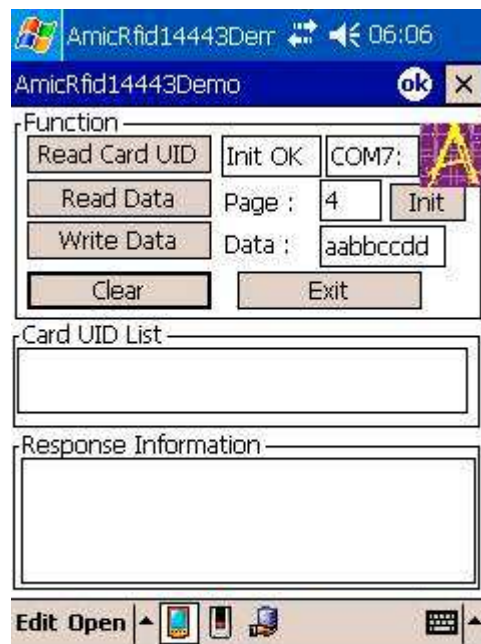 AmicRfid14443Dem 06:06
AmicRfid14443Demo ok
Function
Read Card UID Init OK COM7:
Read Data Page : 4 Init
Write Data Data : aabbccdd
Clear Exit
Card UID List
Response Information
Edit Open